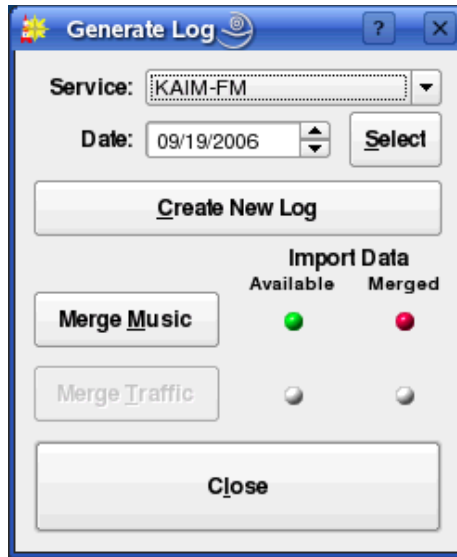 Generate Log
?
Service: KAIM-FM
Date: 09/19/2006 Select
Create New Log
Import Data
Available Merged
Merge Music
Merge Traffic
Close